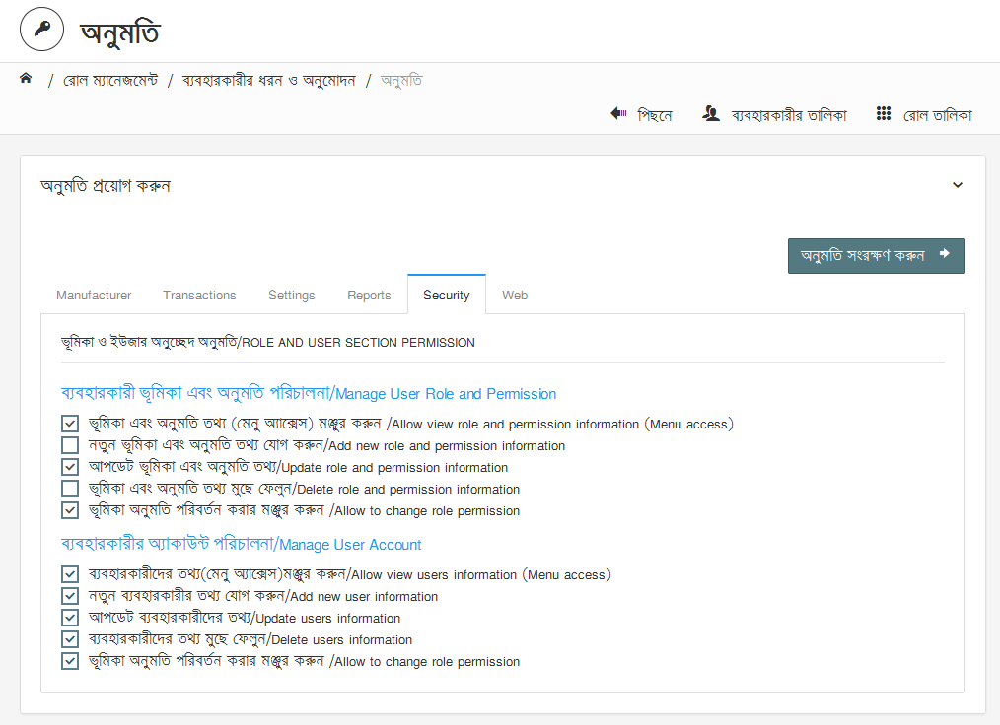 অনুমতি
/ রোল ম্যানেজমেন্ট / ব্যবহারকারীর ধরন ও অনুমোদন / অনুমতি
পিছনে ব্যবহারকারীর তালিকা রোল তালিকা
অনুমতি প্রয়োগ করুন
অনুমতি সংরক্ষণ করুন
Manufacturer Transactions Settings Reports Security Web
ভূমিকা ও ইউজার অনুচ্ছেদ অনুমতি/ROLE AND USER SECTION PERMISSION
ব্যবহারকারী ভূমিকা এবং অনুমতি পরিচালনা/Manage User Role and Permission
ভূমিকা এবং অনুমতি তথ্য (মেনু অ্যাক্সেস) মঞ্জুর করুন /Allow view role and permission information (Menu access)
নতুন ভূমিকা এবং অনুমতি তথ্য যোগ করুন/Add new role and permission information
আপডেট ভূমিকা এবং অনুমতি তথ্য/Update role and permission information
ভূমিকা এবং অনুমতি তথ্য মুছে ফেলুন/Delete role and permission information
ভূমিকা অনুমতি পরিবর্তন করার মঞ্জুর করুন /Allow to change role permission
ব্যবহারকারীর অ্যাকাউন্ট পরিচালনা/Manage User Account
ব্যবহারকারীদের তথ্য(মেনু অ্যাক্সেস)মঞ্জুর করুন/Allow view users information (Menu access)
নতুন ব্যবহারকারীর তথ্য যোগ করুন/Add new user information
আপডেট ব্যবহারকারীদের তথ্য/Update users information
ব্যবহারকারীদের তথ্য মুছে ফেলুন/Delete users information
ভূমিকা অনুমতি পরিবর্তন করার মঞ্জুর করুন /Allow to change role permission